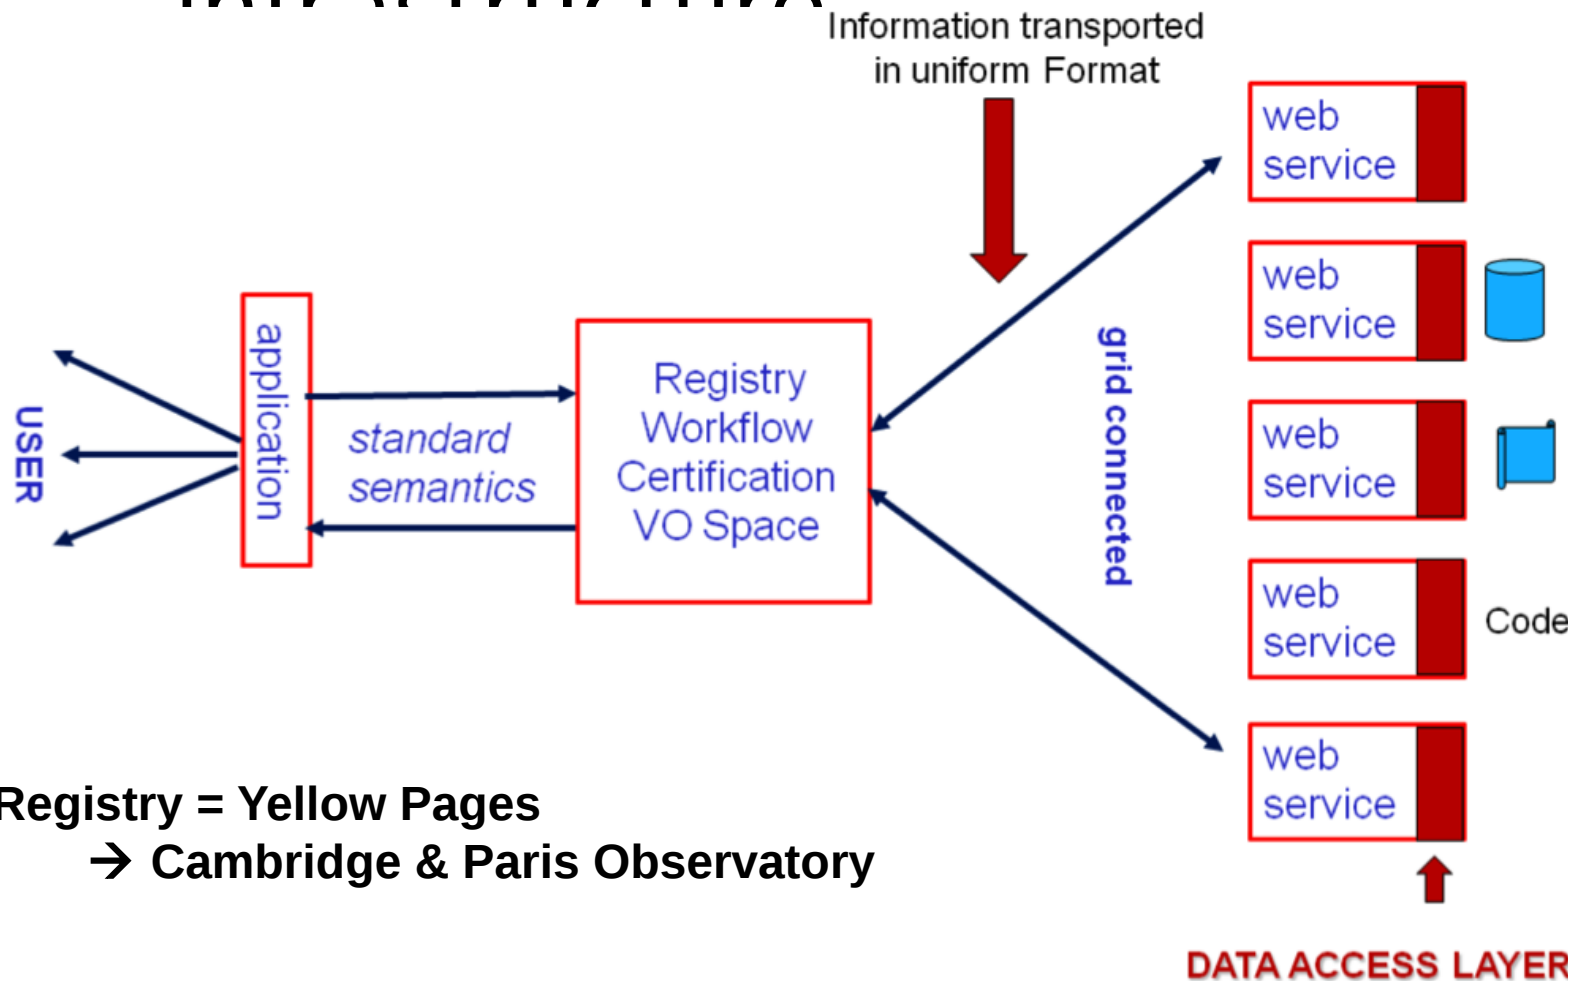 Infrastructure
Information transported
in uniform Format
web
service
web
service
application
Registry
Workflow
Certification
VO Space
standard
semantics
USER
grid connected
web
service
web
service
Code
web
service
Registry = Yellow Pages
→ Cambridge & Paris Observatory
DATA ACCESS LAYER